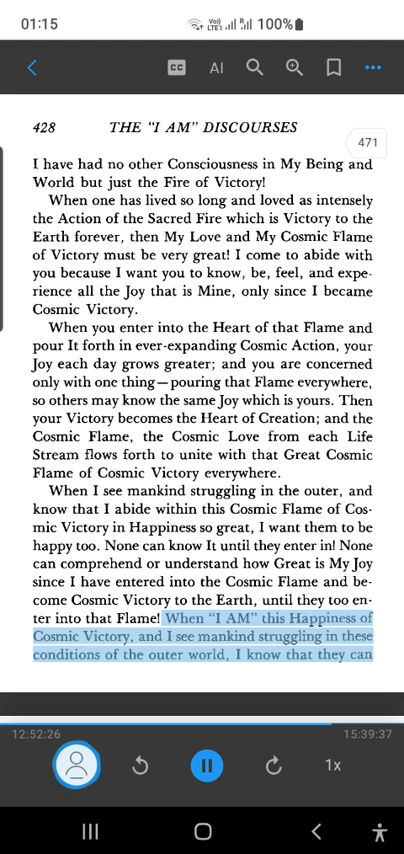 01:15
Vo)) LTE1 R 100%
CC AI
428 THE “I AM” DISCOURSES
471
I have had no other Consciousness in My Being and
World but just the Fire of Victory!
When one has lived so long and loved as intensely
the Action of the Sacred Fire which is Victory to the
Earth forever, then My Love and My Cosmic Flame
of Victory must be very great! I come to abide with
you because I want you to know, be, feel, and expe-
rience all the Joy that is Mine, only since I became
Cosmic Victory.
When you enter into the Heart of that Flame and
pour It forth in ever-expanding Cosmic Action, your
Joy each day grows greater; and you are concerned
only with one thing—pouring that Flame everywhere,
so others may know the same Joy which is yours. Then
your Victory becomes the Heart of Creation; and the
Cosmic Flame, the Cosmic Love from each Life
Stream flows forth to unite with that Great Cosmic
Flame of Cosmic Victory everywhere.
When I see mankind struggling in the outer, and
know that I abide within this Cosmic Flame of Cos-
mic Victory in Happiness so great, I want them to be
happy too. None can know It until they enter in! None
can comprehend or understand how Great is My Joy
since I have entered into the Cosmic Flame and be-
come Cosmic Victory to the Earth, until they too en-
ter into that Flame! When “I AM” this Happiness of
Cosmic Victory, and I see mankind struggling in these
conditions of the outer world, I know that they can
12:52:26 15:39:37
1x